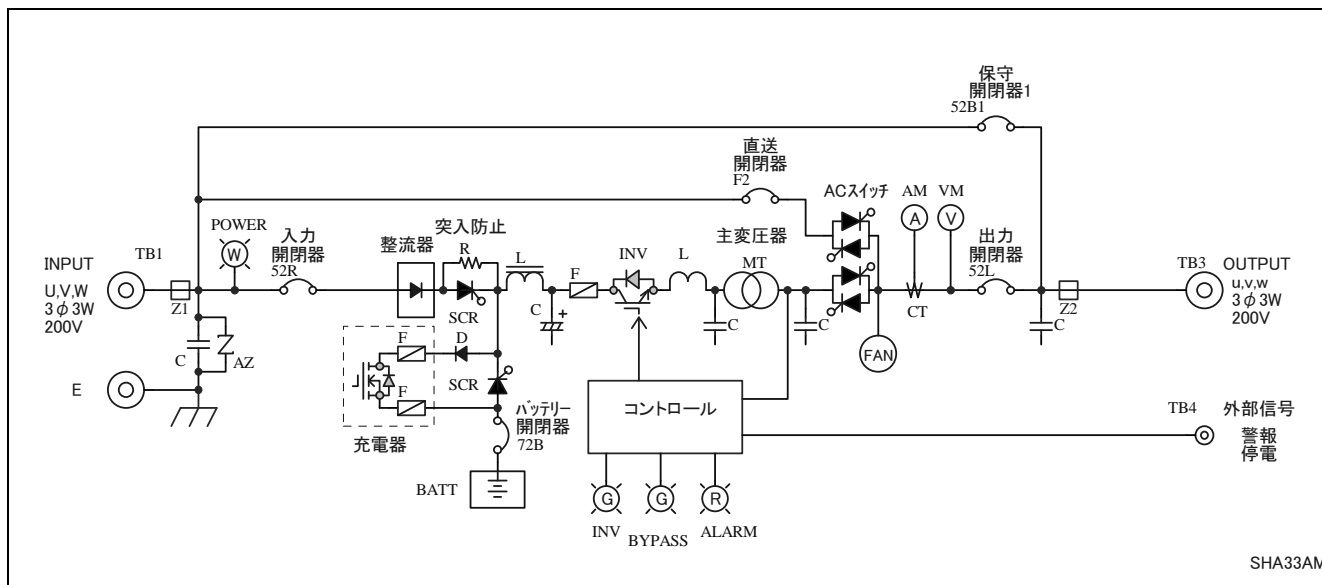 保守
開閉器1
52B1
直送
開閉器
F2
ACスイッチ
AM
VM
A
V
POWER
W
入力
開閉器
52R
整流器
突入防止
R
L
F
INV
L
主変圧器
MT
出力
開閉器
52L
TB1
INPUT
U,V,W
3φ3W
200V
Z1
SCR
C
+
C
C
CT
Z2
C
TB3
OUTPUT
u,v,w
3φ3W
200V
C
AZ
E
F
D
SCR
F
充電器
バッテリー
開閉器
72B
BATT
FAN
コントロール
TB4
外部信号
警報
停電
G
G
R
INV
BYPASS
ALARM
SHA33AM